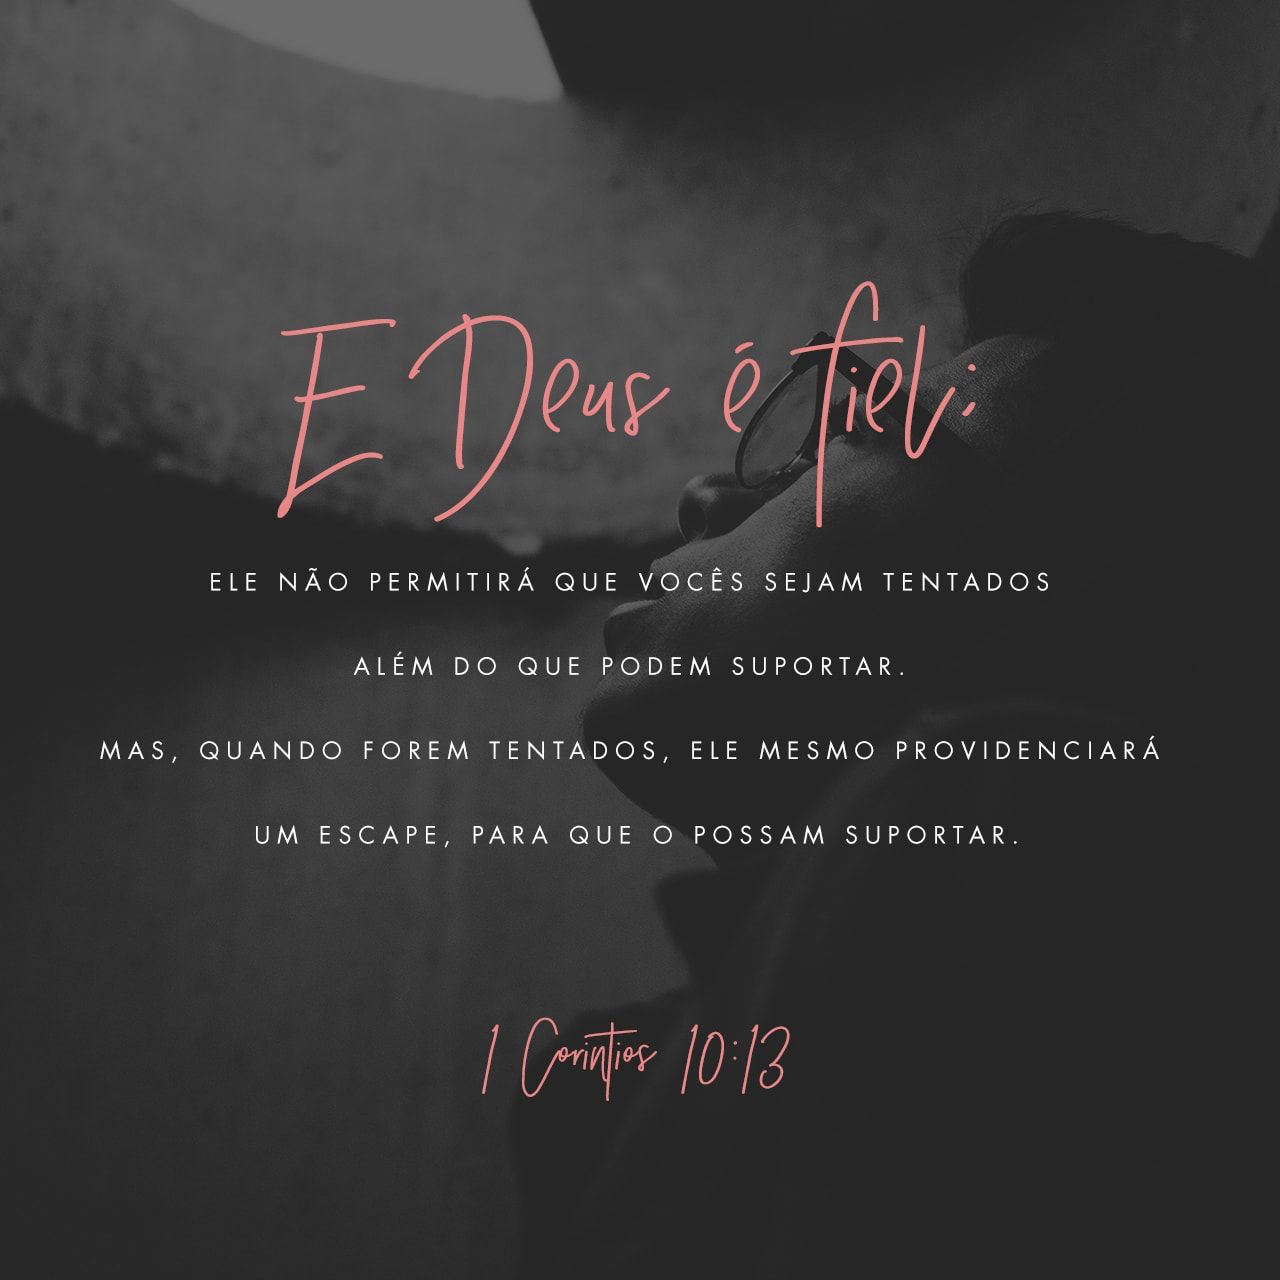 E Deus é fiel;
ELE NÃO PERMITIRÁ QUE VOCÊS SEJAM TENTADOS
ALÉM DO QUE PODEM SUPORTAR.
MAS, QUANDO FOREM TENTADOS, ELE MESMO PROVIDENCIARÁ
UM ESCAPE, PARA QUE O POSSAM SUPORTAR.
1 Coríntios 10:13